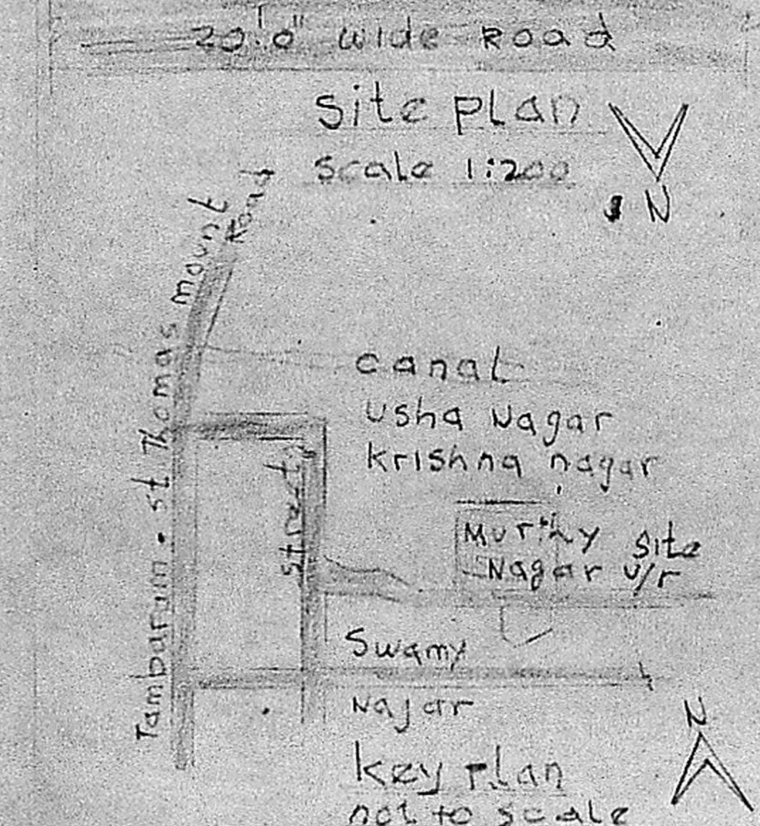 20'0" wide Road
site plan
scale 1:200
N
Tambaram. st Thomas mount Road
canal
usha Nagar
krishna nagar
street
Murthy site
Nagar u/r
Swamy
Nagar
N
key plan
not to scale